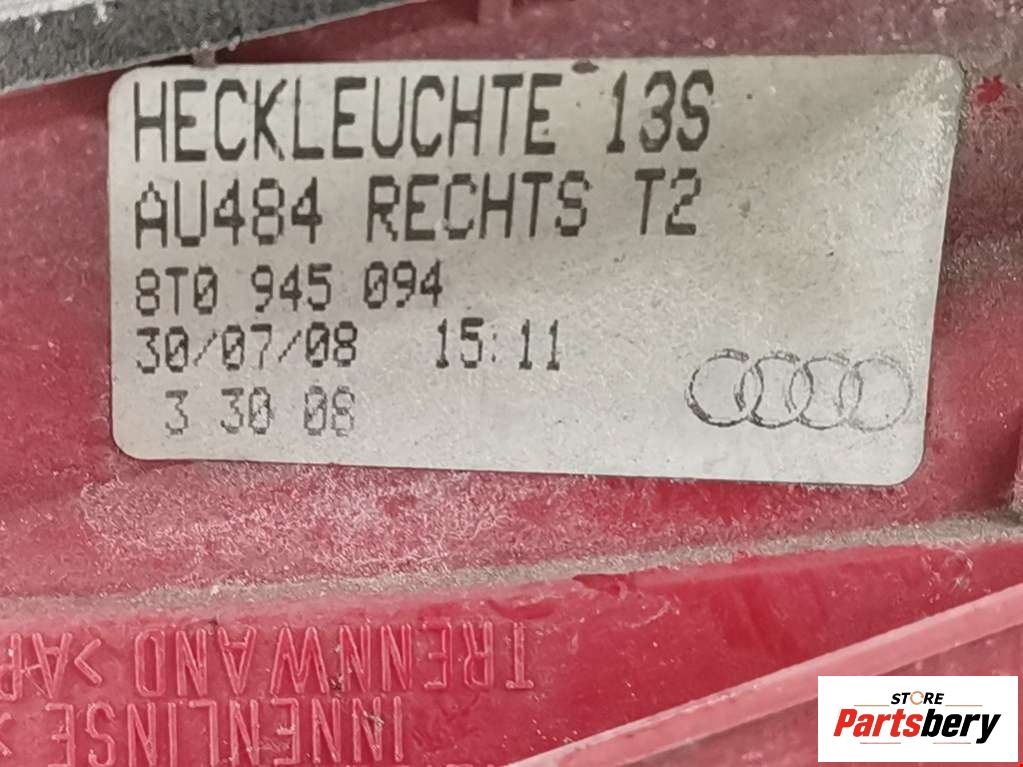 HECKLEUCHTE 13S
AU484 RECHTS T2
8T0 945 094
30/07/08 15:11
3 30 08
TRENNWAND >A
INNENLINSE >
STORE
Partsbery